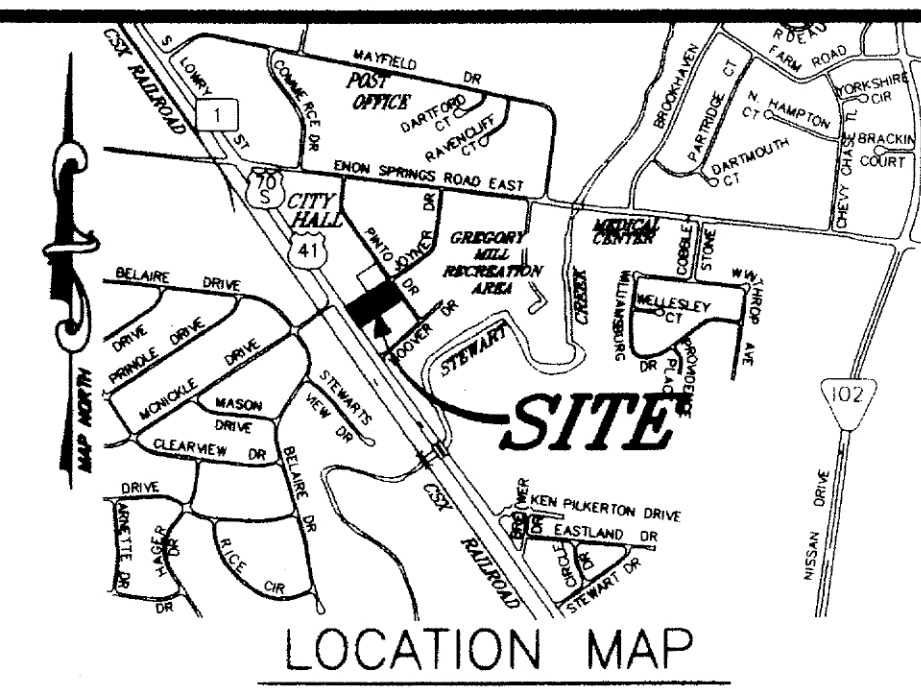 CSX RAILROAD
S LOWRY ST
1
COMMERCE DR
MAYFIELD DR
POST
OFFICE
DARTFORD
CT
RAVENCLIFF
CT
ENON SPRINGS ROAD EAST
70
S
CITY
HALL
41
PINTO DR
JOYNER DR
GREGORY
MILL
RECREATION
AREA
HOOVER DR
STEWART
CREEK
MEDICAL
CENTER
BROOKHAVEN
PARTRIDGE CT
FARM ROAD
YORKSHIRE
CIR
N. HAMPTON
CT
DARTMOUTH
CT
CHEVY CHASE TL
BRACKIN
COURT
COBBLE
STONE
WELLESLEY
CT
WILLIAMSBURG
DR
PROVIDENCE
PLACE
WINTHROP AVE
102
NISSAN DRIVE
MAP NORTH
BELAIRE DRIVE
DRIVE
PRINGLE DRIVE
MCNICKLE DRIVE
MASON
DRIVE
CLEARVIEW DR
STEWARTS
VIEW DR
BELAIRE DR
SITE
DRIVE
ARNETTE DR
HAGER
DR
RICE CIR
DR
CSX
RAILROAD
BREWER
DR
KEN PILKERTON DRIVE
EASTLAND DR
CIRCLE
DR
STEWART DR
LOCATION MAP